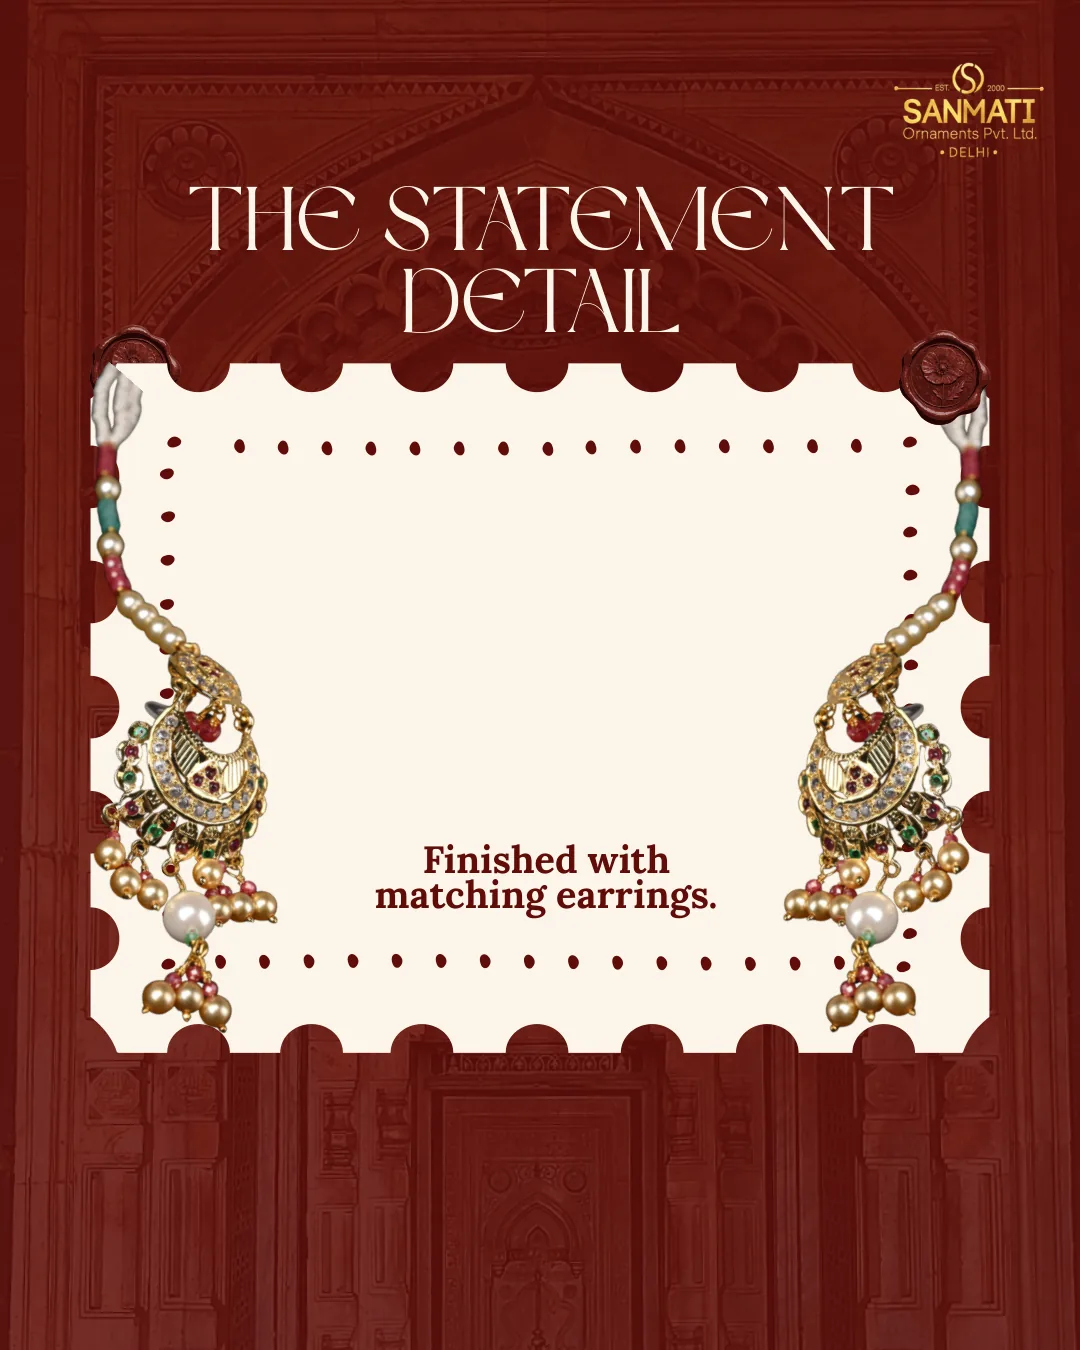 EST. 2000
SANMATI
Ornaments Pvt. Ltd.
• DELHI •
THE STATEMENT
DETAIL
Finished with
matching earrings.